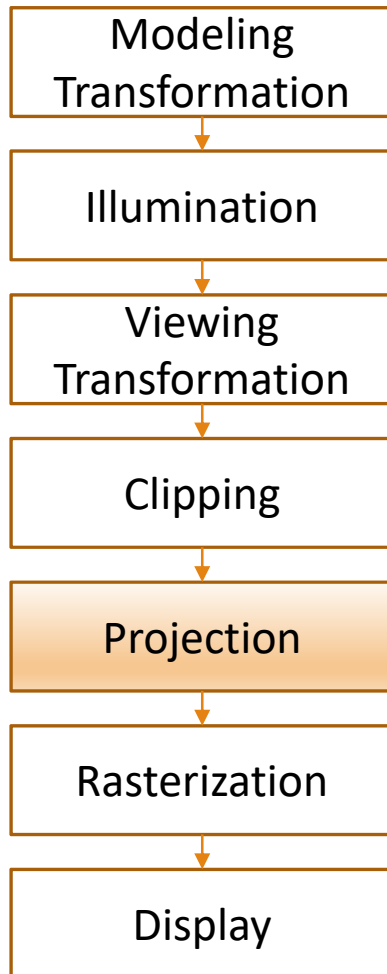 Modeling
Transformation
Illumination
Viewing
Transformation
Clipping
Projection
Rasterization
Display